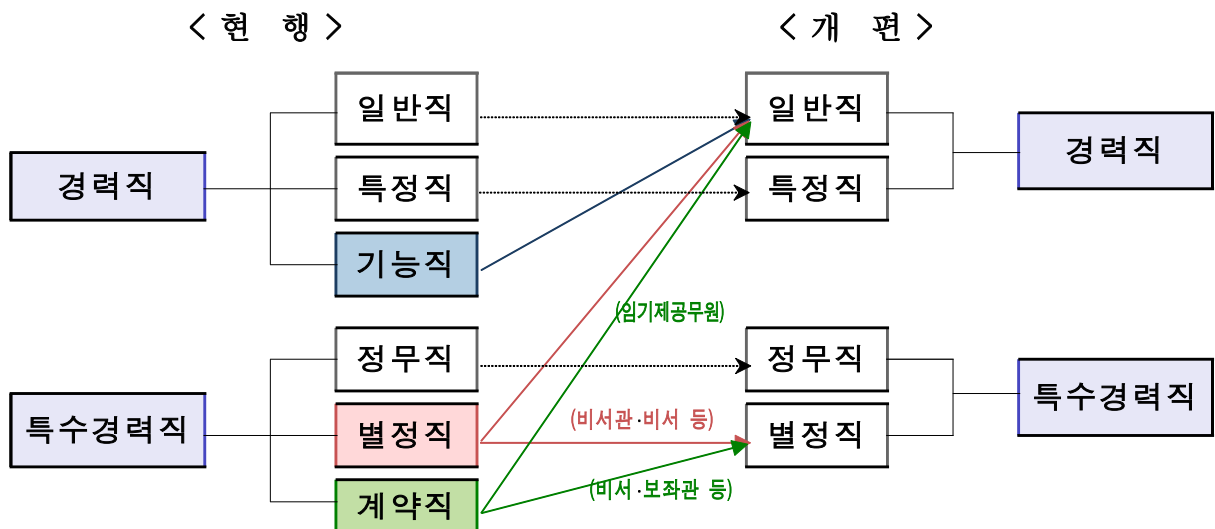 < 현 행 >
< 개 편 >
일반직
일반직
경력직
경력직
특정직
특정직
기능직
(임기제공무원)
정무직
정무직
특수경력직
특수경력직
별정직
(비서관·비서 등)
별정직
계약직
(비서·보좌관 등)